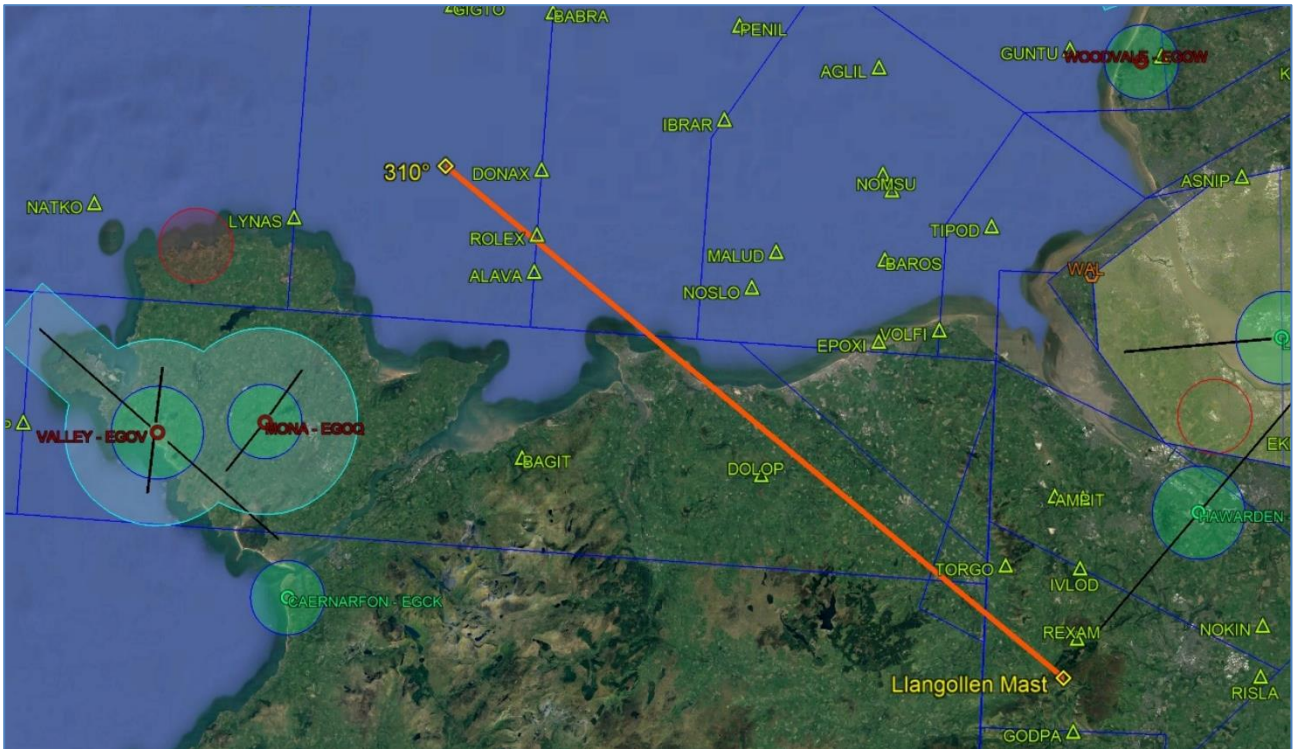 GIGTO
BABRA
PENIL
GUNTU
WOODVALE - EGOW
AGLIL
IBRAR
310°
DONAX
NOMSU
ASNIP
NATKO
LYNAS
TIPOD
ROLEX
MALUD
BAROS
WAL
ALAVA
NOSLO
VOLFI
EPOXI
VALLEY - EGOV
MONA - EGOQ
BAGIT
DOLOP
AMPIT
HAWARDEN -
TORGO
IVLOD
CAERNARFON - EGCK
REXAM
NOKIN
Llangollen Mast
RISLA
GODPA